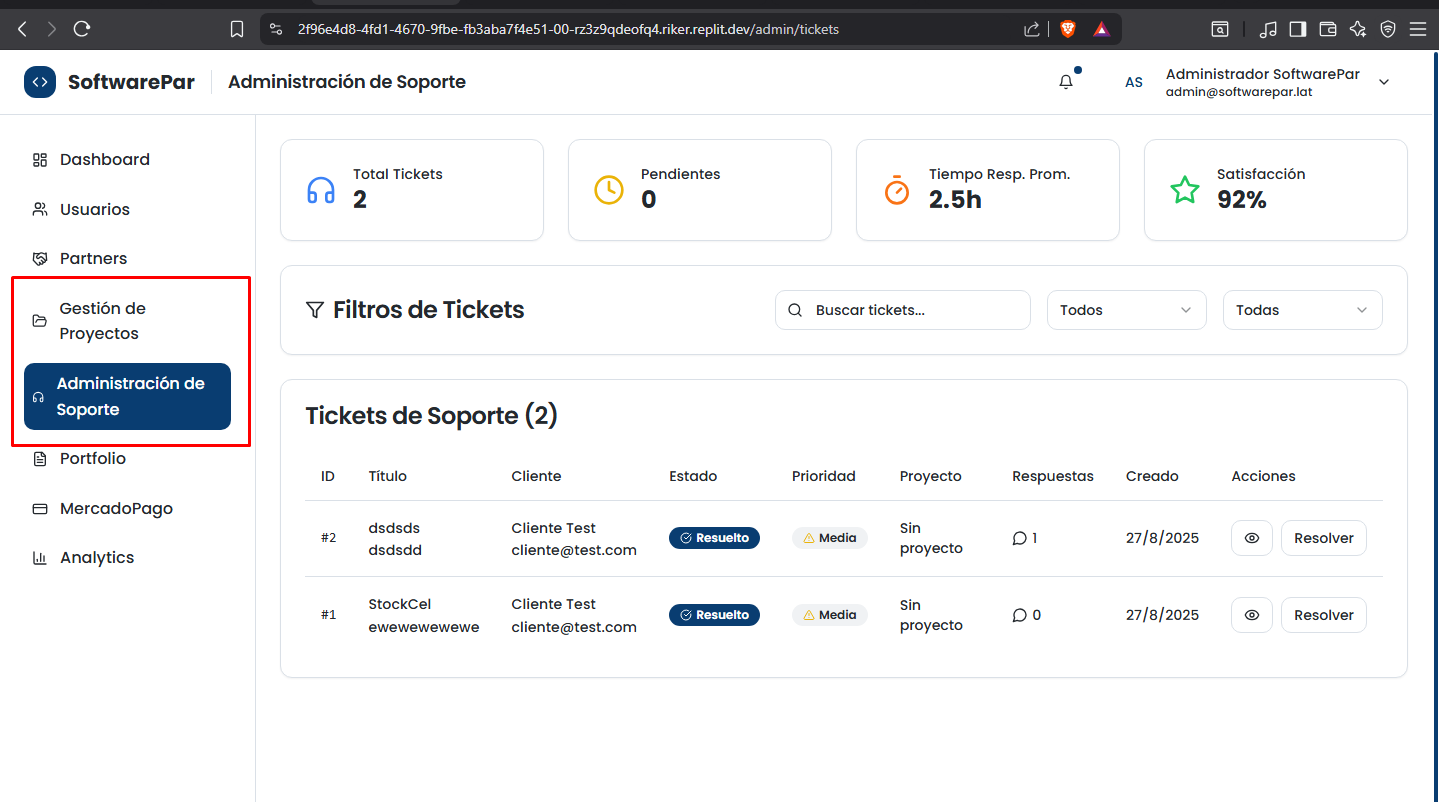 2f96e4d8-4fd1-4670-9fbe-fb3aba7f4e51-00-rz3z9qdeofq4.riker.replit.dev/admin/tickets
SoftwarePar
Administración de Soporte
AS
Administrador SoftwarePar
admin@softwarepar.lat
Dashboard
Usuarios
Partners
Gestión de
Proyectos
Administración de
Soporte
Portfolio
MercadoPago
Analytics
Total Tickets
2
Pendientes
0
Tiempo Resp. Prom.
2.5h
Satisfacción
92%
Filtros de Tickets
Buscar tickets...
Todos
Todas
Tickets de Soporte (2)
ID Título Cliente Estado Prioridad Proyecto Respuestas Creado Acciones
#2
dsdsds
dsdsdd
Cliente Test
cliente@test.com
Resuelto
Media
Sin
proyecto
1
27/8/2025
Resolver
#1
StockCel
ewewewewewe
Cliente Test
cliente@test.com
Resuelto
Media
Sin
proyecto
0
27/8/2025
Resolver